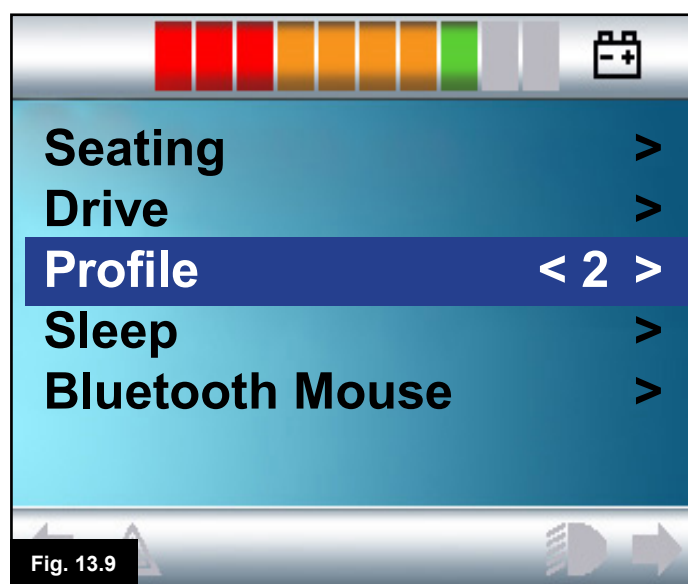 Seating >
Drive >
Profile < 2 >
Sleep >
Bluetooth Mouse >
Fig. 13.9